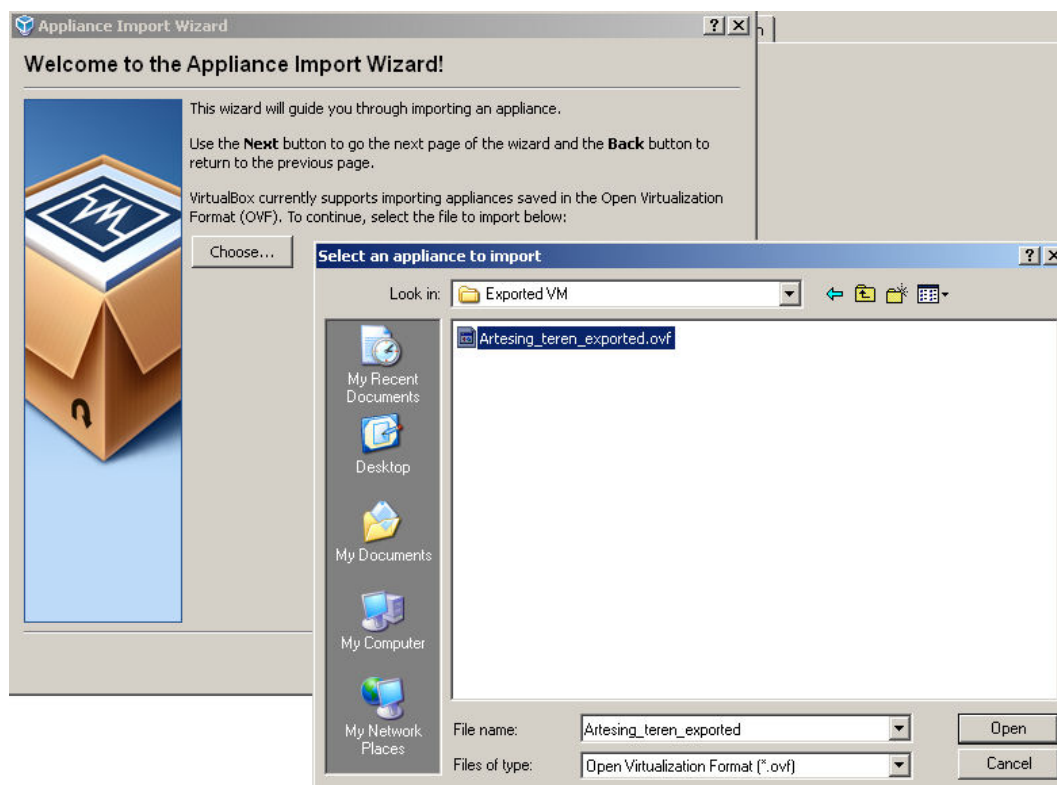 Appliance Import Wizard
Welcome to the Appliance Import Wizard!
This wizard will guide you through importing an appliance.
Use the Next button to go the next page of the wizard and the Back button to
return to the previous page.
VirtualBox currently supports importing appliances saved in the Open Virtualization
Format (OVF). To continue, select the file to import below:
Choose...
Select an appliance to import
Look in: Exported VM
Artesing_teren_exported.ovf
My Recent
Documents
Desktop
My Documents
My Computer
My Network
Places
File name: Artesing_teren_exported Open
Files of type: Open Virtualization Format (*.ovf) Cancel